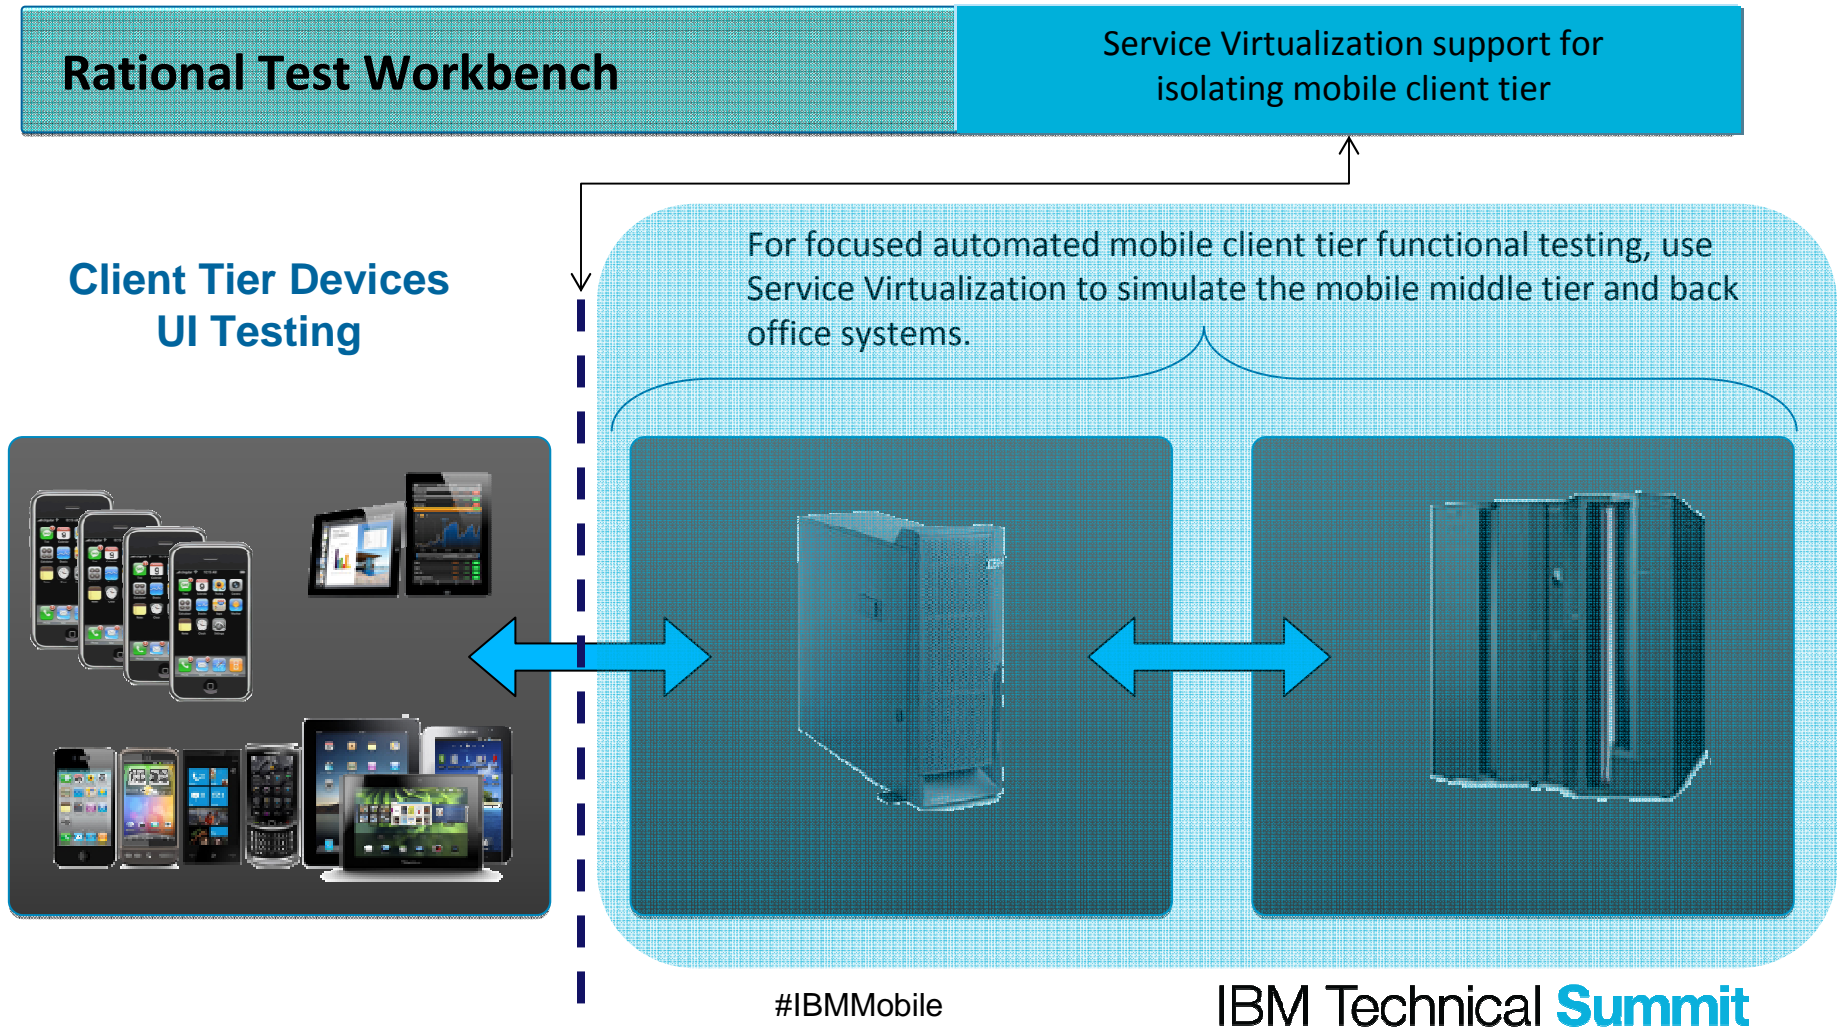 Rational Test Workbench
Service Virtualization support for
isolating mobile client tier
Client Tier Devices
UI Testing
For focused automated mobile client tier functional testing, use
Service Virtualization to simulate the mobile middle tier and back
office systems.
IBM
#IBMMobile
IBM Technical Summit